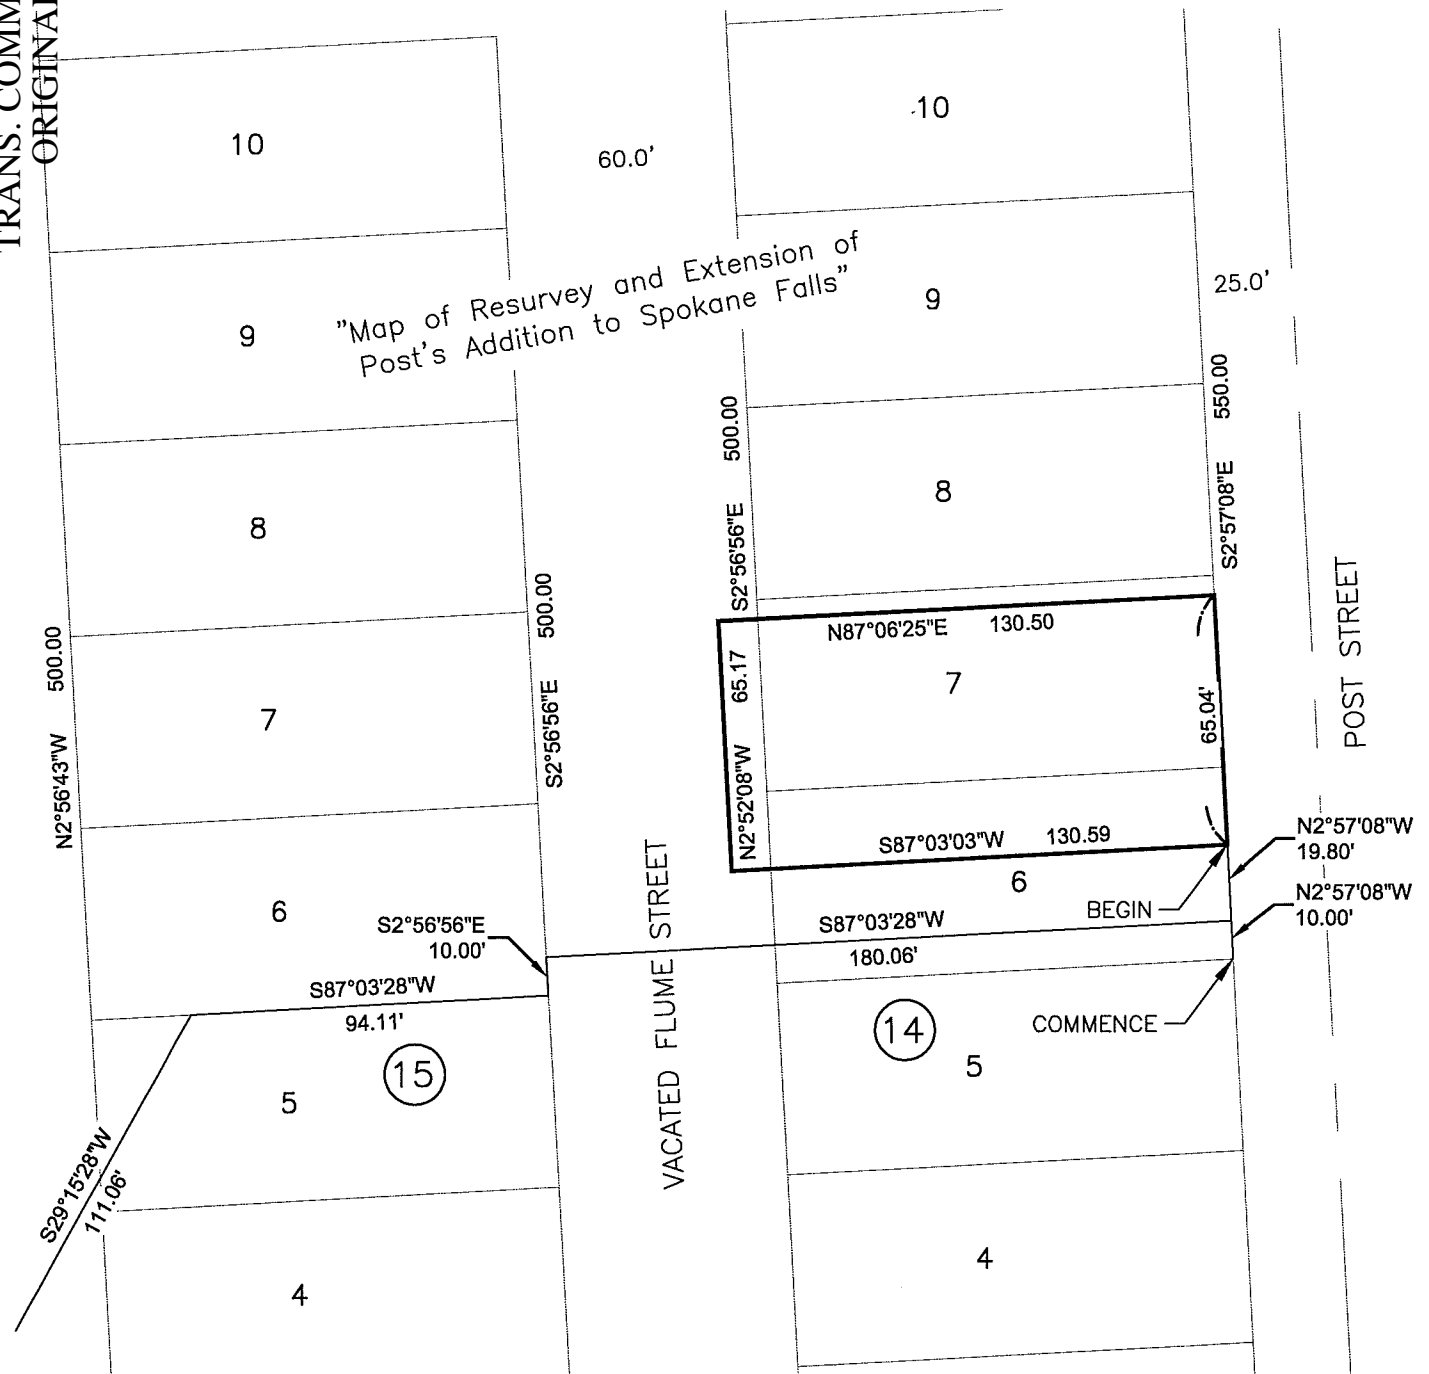 TRANS. COMM
ORIGINAL
10
60.0'
10
"Map of Resurvey and Extension of
Post's Addition to Spokane Falls"
9
9
25.0'
8
8
S2°56'56"E 500.00
S2°57'08"E 550.00
N2°56'43"W 500.00
S2°56'56"E 500.00
7
7
N87°06'25"E 130.50
N2°52'08"W 65.17
65.04'
POST STREET
S87°03'03"W 130.59
N2°57'08"W
19.80'
6
6
BEGIN
N2°57'08"W
10.00'
S2°56'56"E
10.00'
S87°03'28"W
180.06'
S87°03'28"W
94.11'
VACATED FLUME STREET
COMMENCE
14
15
5
5
S29°15'28"W
111.06'
4
4